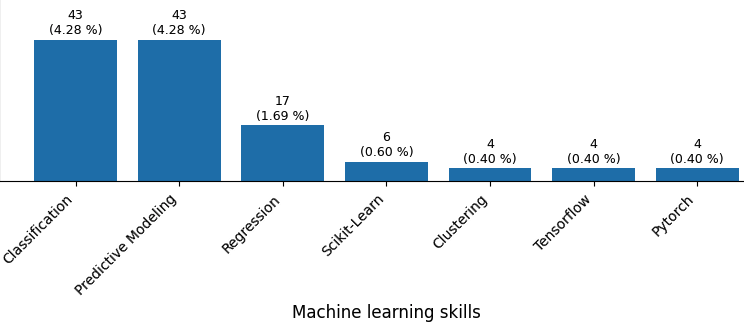 43
(4.28 %)
43
(4.28 %)
17
(1.69 %)
6
(0.60 %)
4
(0.40 %)
4
(0.40 %)
4
(0.40 %)
Classification
Predictive Modeling
Regression
Scikit-Learn
Clustering
Tensorflow
Pytorch
Machine learning skills